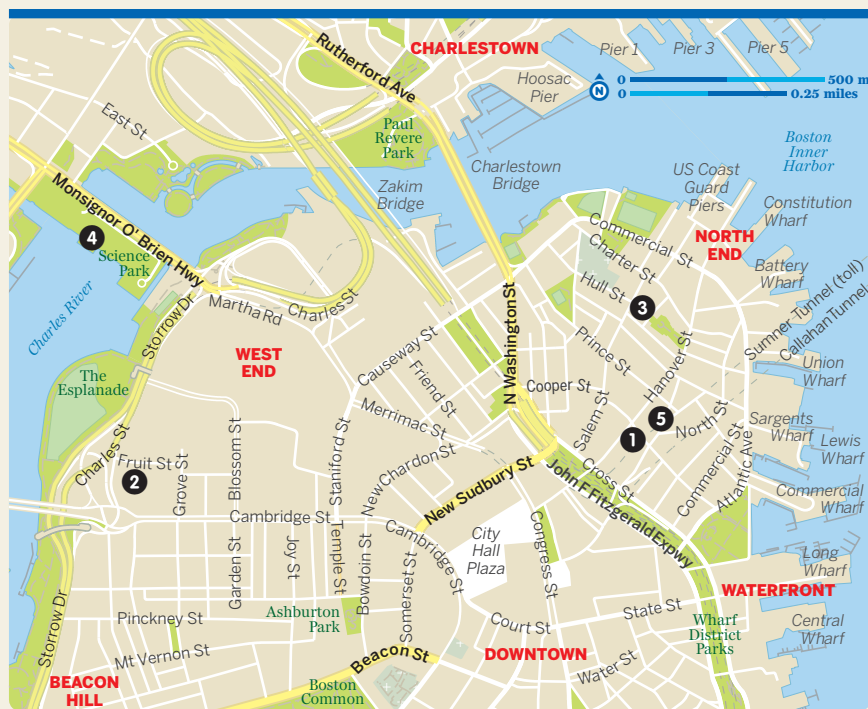 CHARLESTOWN
Pier 1
Pier 3
Pier 5
Rutherford Ave
Hoosac
Pier
N
0
500 m
0
0.25 miles
East St
Paul
Revere
Park
Boston
Inner
Harbor
Charlestown
Bridge
US Coast
Guard
Piers
Zakim
Bridge
Constitution
Wharf
Monsignor O' Brien Hwy
4
Science
Park
Commercial St
NORTH
END
Charter St
Hull St
3
Battery
Wharf
Sumner Tunnel (toll)
Callahan Tunnel
Charles River
Storrow Dr
Martha Rd
Charles St
N Washington St
Prince St
Hanover St
Union
Wharf
WEST
END
Causeway St
The
Esplanade
Friend St
Cooper St
Salem St
5
North St
Sargents
Wharf
Merrimac St
1
Lewis
Wharf
Charles St
Fruit St
2
Grove St
Blossom St
Staniford St
New Chardon St
New Sudbury St
Cross St
John F Fitzgerald Expwy
Commercial St
Atlantic Ave
Commercial
Wharf
Cambridge St
Cambridge St
City
Hall
Plaza
Congress St
Long
Wharf
Garden St
Joy St
Temple St
Bowdoin St
Somerset St
WATERFRONT
Storrow Dr
Pinckney St
Ashburton
Park
Court St
State St
Wharf
District
Parks
Central
Wharf
Mt Vernon St
Beacon St
DOWNTOWN
Water St
BEACON
HILL
Boston
Common